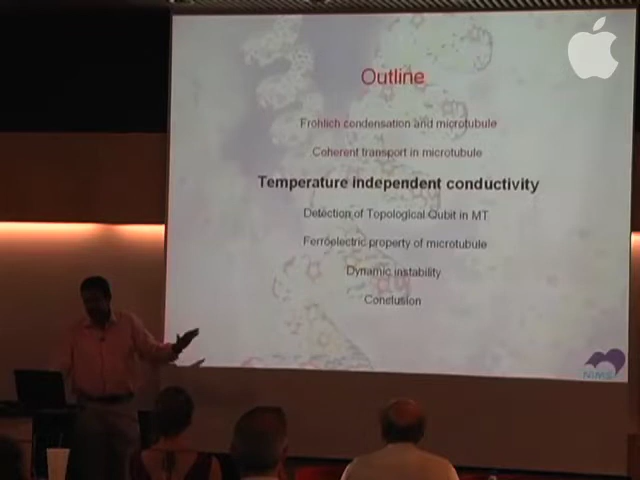 Outline
Frohlich condensation and microtubule
Coherent transport in microtubule
Temperature independent conductivity
Detection of Topological Qubit in MT
Ferroelectric property of microtubule
Dynamic instability
Conclusion
NIMS